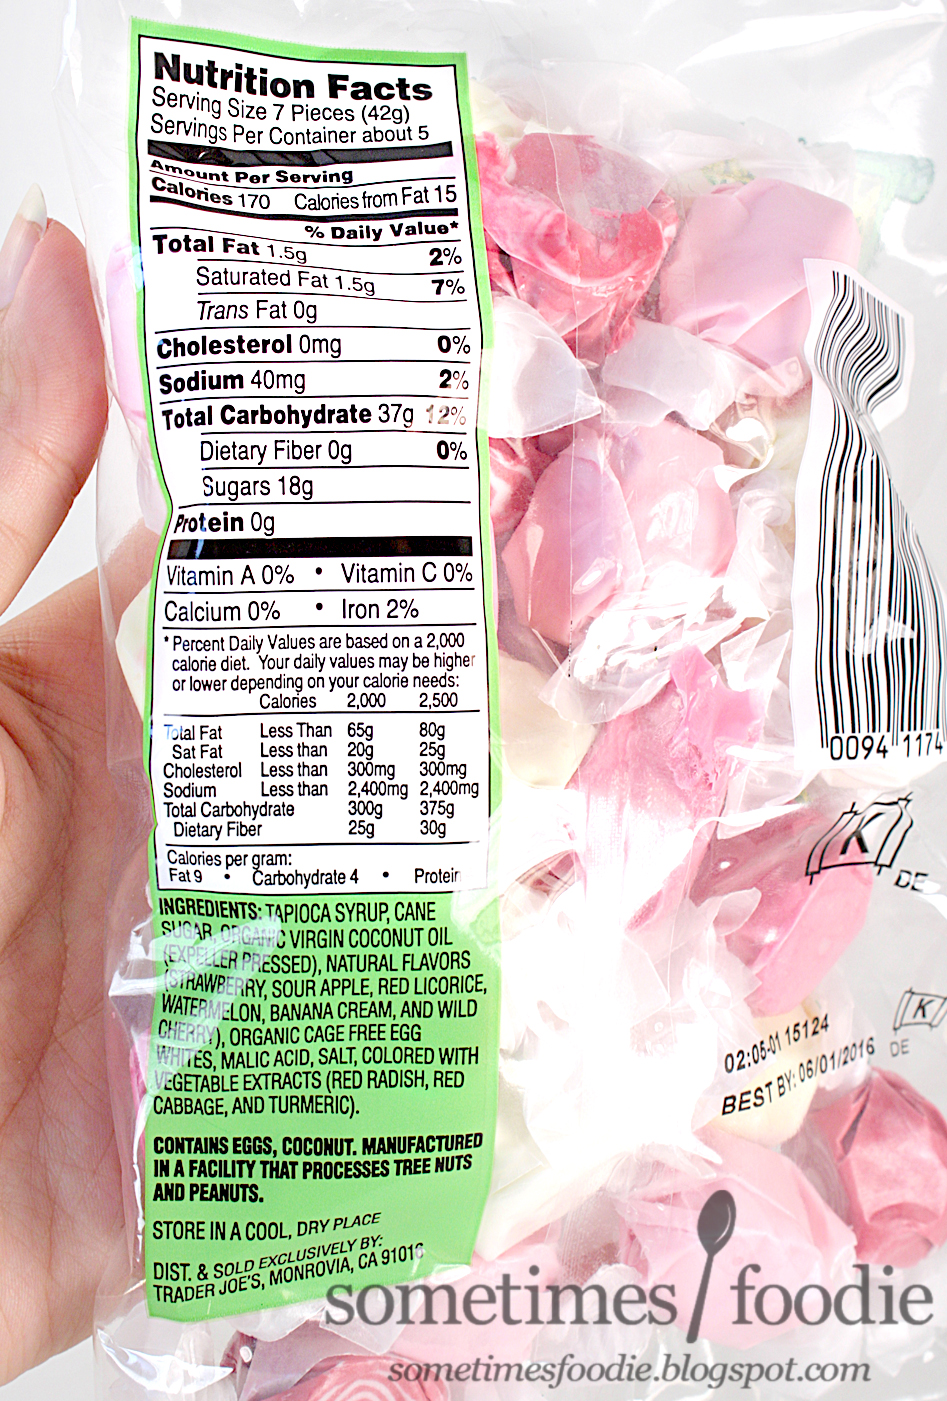 Nutrition Facts
Serving Size 7 Pieces (42g)
Servings Per Container about 5
Amount Per Serving
Calories 170 Calories from Fat 15
% Daily Value*
Total Fat 1.5g 2%
Saturated Fat 1.5g 7%
Trans Fat 0g
Cholesterol 0mg 0%
Sodium 40mg 2%
Total Carbohydrate 37g 12%
Dietary Fiber 0g 0%
Sugars 18g
Protein 0g
Vitamin A 0% • Vitamin C 0%
Calcium 0% • Iron 2%
* Percent Daily Values are based on a 2,000
calorie diet. Your daily values may be higher
or lower depending on your calorie needs:
Calories 2,000 2,500
Total Fat Less Than 65g 80g
Sat Fat Less than 20g 25g
Cholesterol Less than 300mg 300mg
Sodium Less than 2,400mg 2,400mg
Total Carbohydrate 300g 375g
Dietary Fiber 25g 30g
Calories per gram:
Fat 9 • Carbohydrate 4 • Protein
INGREDIENTS: TAPIOCA SYRUP, CANE
SUGAR, ORGANIC VIRGIN COCONUT OIL
(EXPELLER PRESSED), NATURAL FLAVORS
(STRAWBERRY, SOUR APPLE, RED LICORICE,
WATERMELON, BANANA CREAM, AND WILD
CHERRY), ORGANIC CAGE FREE EGG
WHITES, MALIC ACID, SALT, COLORED WITH
VEGETABLE EXTRACTS (RED RADISH, RED
CABBAGE, AND TURMERIC).
CONTAINS EGGS, COCONUT. MANUFACTURED
IN A FACILITY THAT PROCESSES TREE NUTS
AND PEANUTS.
STORE IN A COOL, DRY PLACE
DIST. & SOLD EXCLUSIVELY BY:
TRADER JOE'S, MONROVIA, CA 91016
0094 1174
K
DE
K
DE
02:05-01 15124
BEST BY: 06/01/2016
sometimes foodie
sometimesfoodie.blogspot.com